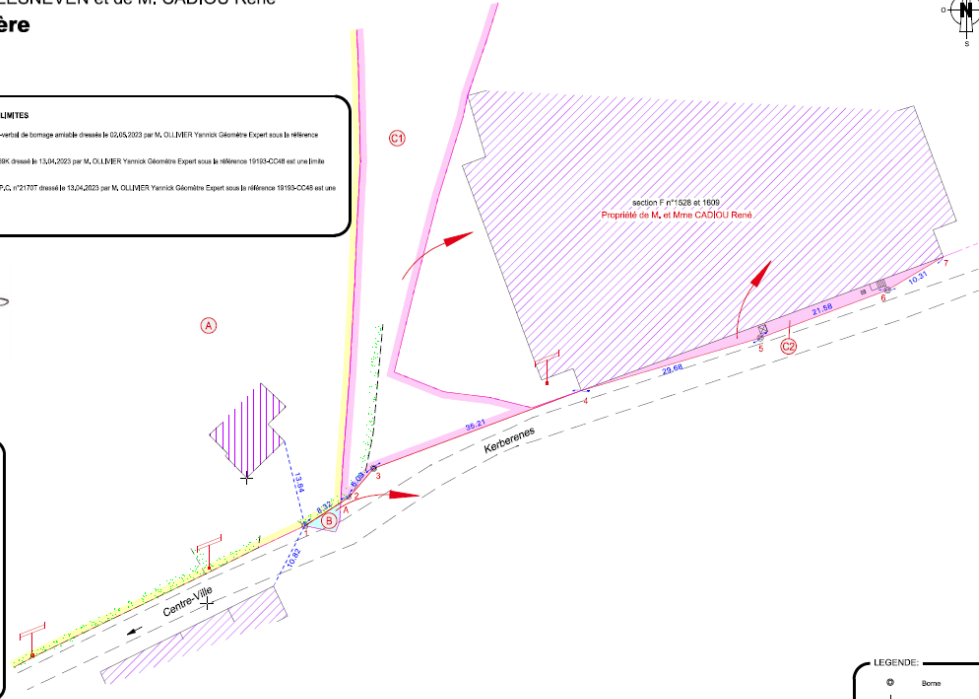 LESNEVEN et de M. CADIOU René
ère
O N
S
LIMITES
-verbal de bornage amiable dressés le 02.05.2023 par M. OLLIVIER Yannick Géomètre Expert sous la référence
dressé le 13.04.2023 par M. OLLIVIER Yannick Géomètre Expert sous la référence 19193-CC48 est une limite
P.C. n°2170T dressé le 13.04.2023 par M. OLLIVIER Yannick Géomètre Expert sous la référence 19193-CC48 est une
C1
section F n°1528 et 1609
Propriété de M. et Mme CADIOU René
7
10.31
6
21.58
A
5
C2
29.68
4
35.21
Kerberenes
3
6.09
13.84
2
8.32
A
B
1
10.82
Centre-Ville
LEGENDE:
Borne